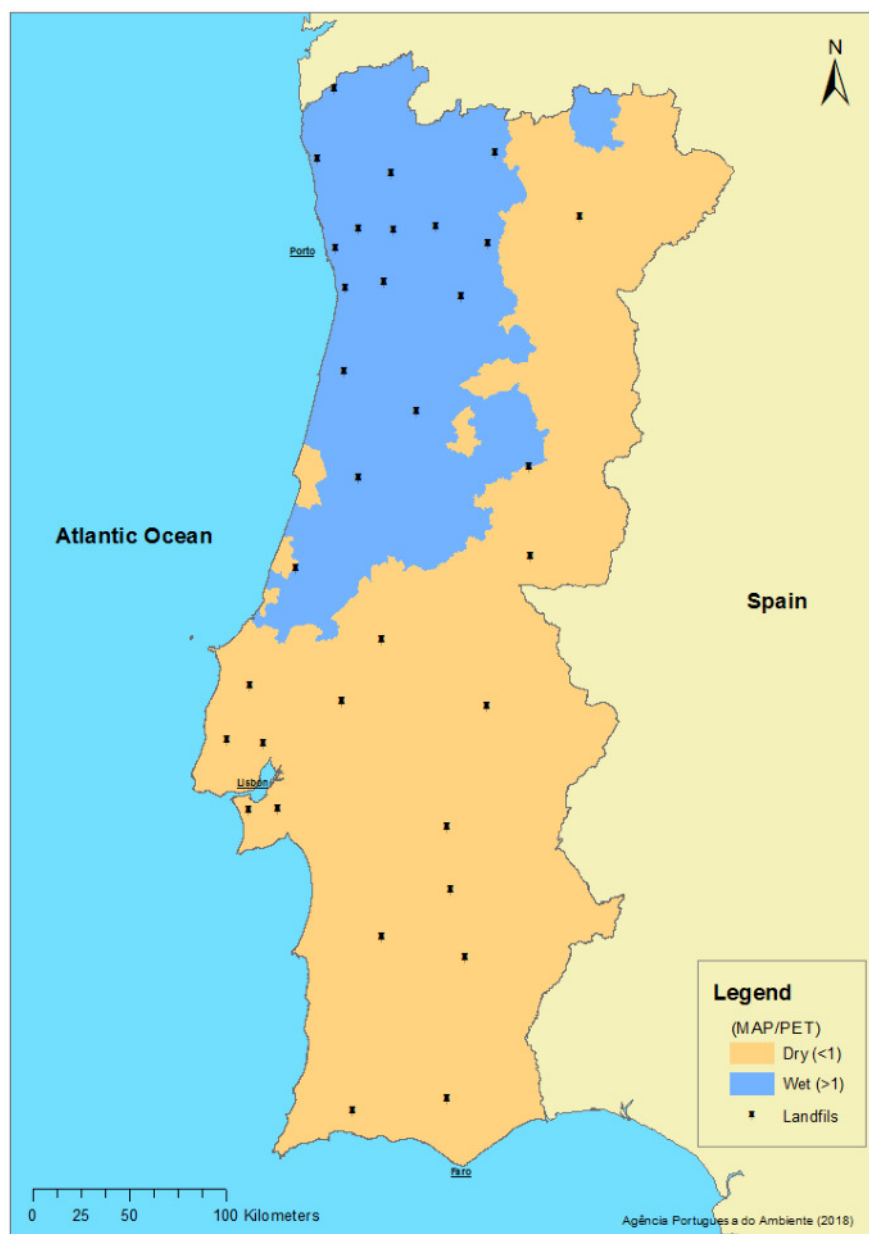 N
Porto
Atlantic Ocean
Spain
Lisbon
Legend
(MAP/PET)
Dry (<1)
Wet (>1)
Landfils
Faro
0 25 50 100 Kilometers
Agência Portuguesa do Ambiente (2018)